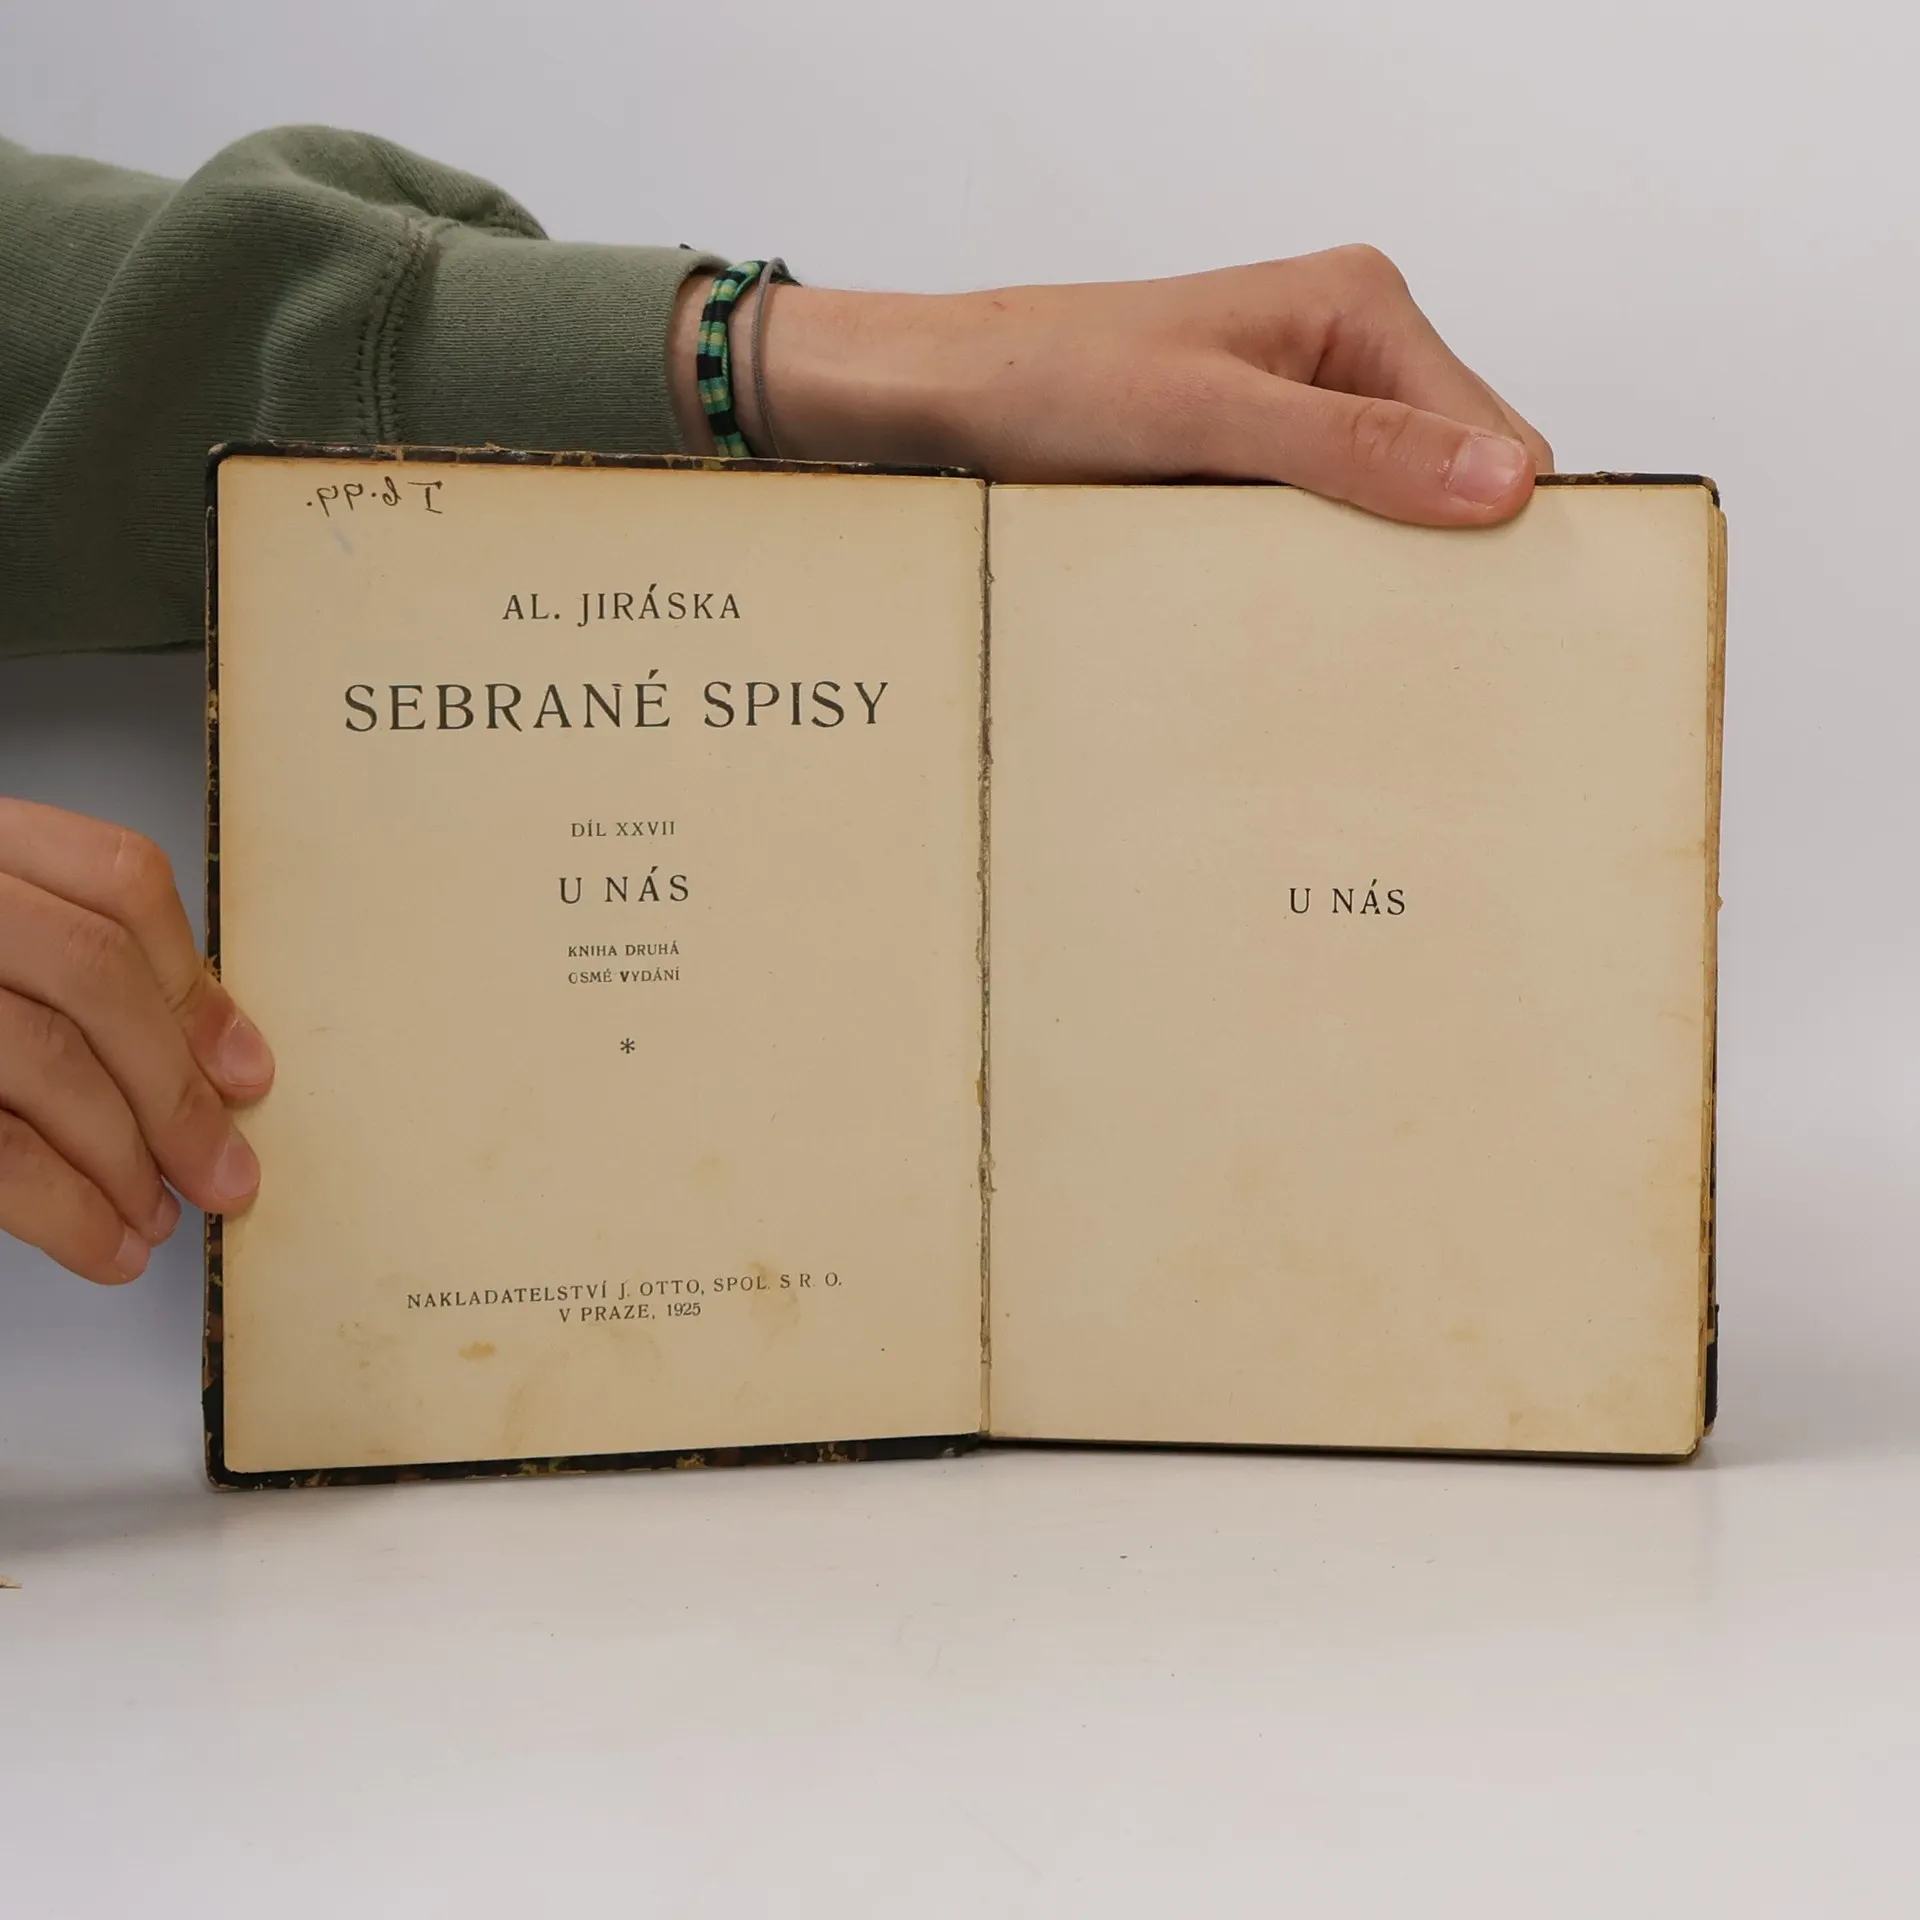 AL. JIRÁSKA
SEBRANÉ SPISY
DÍL XXVII
U NÁS
KNIHA DRUHÁ
OSMÉ VYDÁNÍ
*
NAKLADATELSTVÍ J. OTTO, SPOL. S R. O.
V PRAZE, 1925
U NÁS